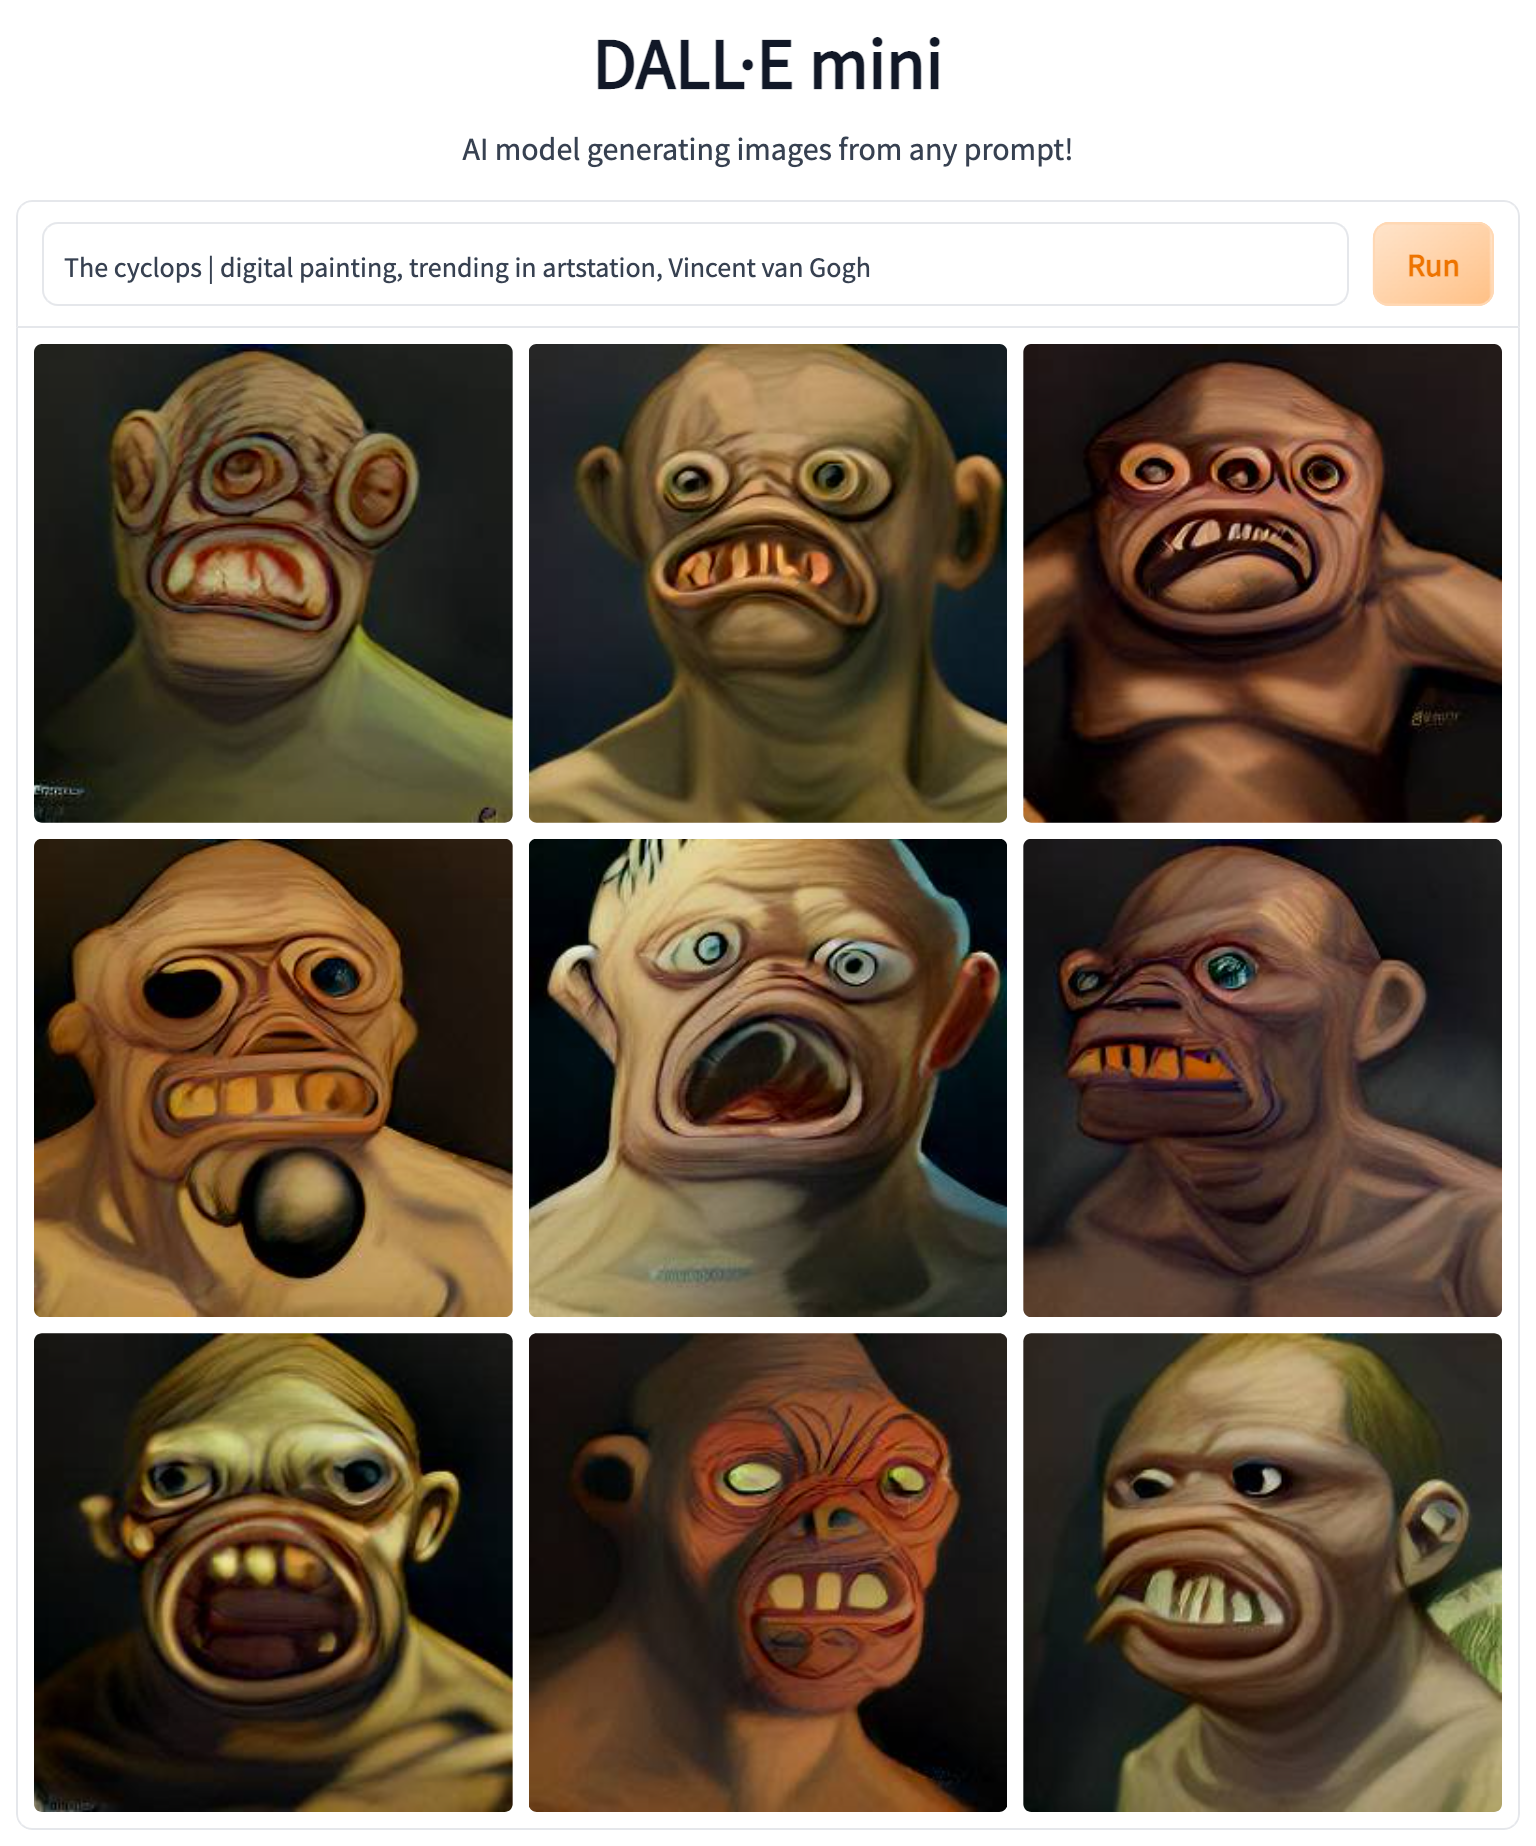 DALL·E mini
AI model generating images from any prompt!
The cyclops | digital painting, trending in artstation, Vincent van Gogh
Run